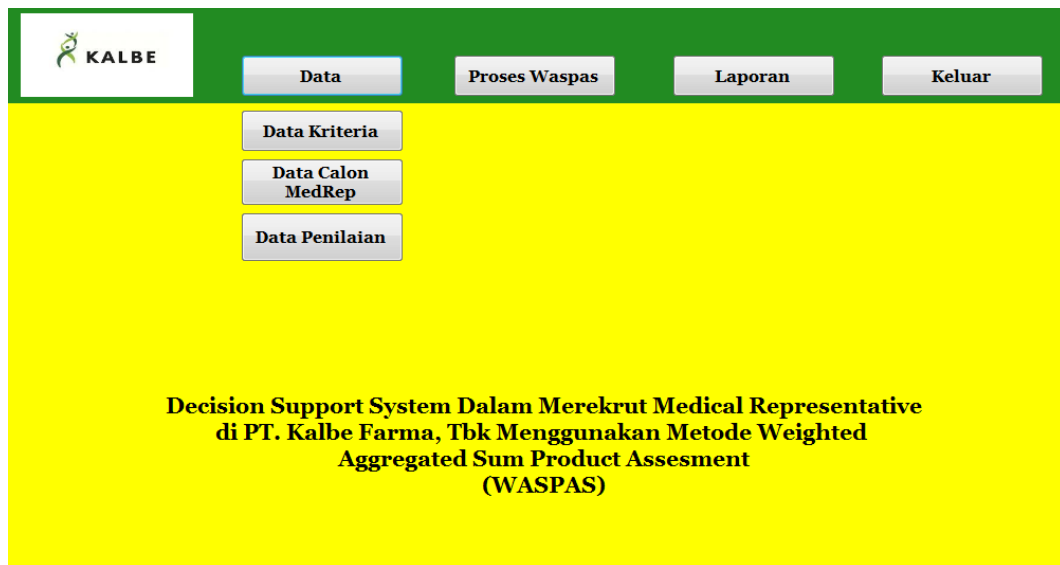 KALBE
Data
Proses Waspas
Laporan
Keluar
Data Kriteria
Data Calon
MedRep
Data Penilaian
Decision Support System Dalam Merekrut Medical Representative
di PT. Kalbe Farma, Tbk Menggunakan Metode Weighted
Aggregated Sum Product Assesment
(WASPAS)